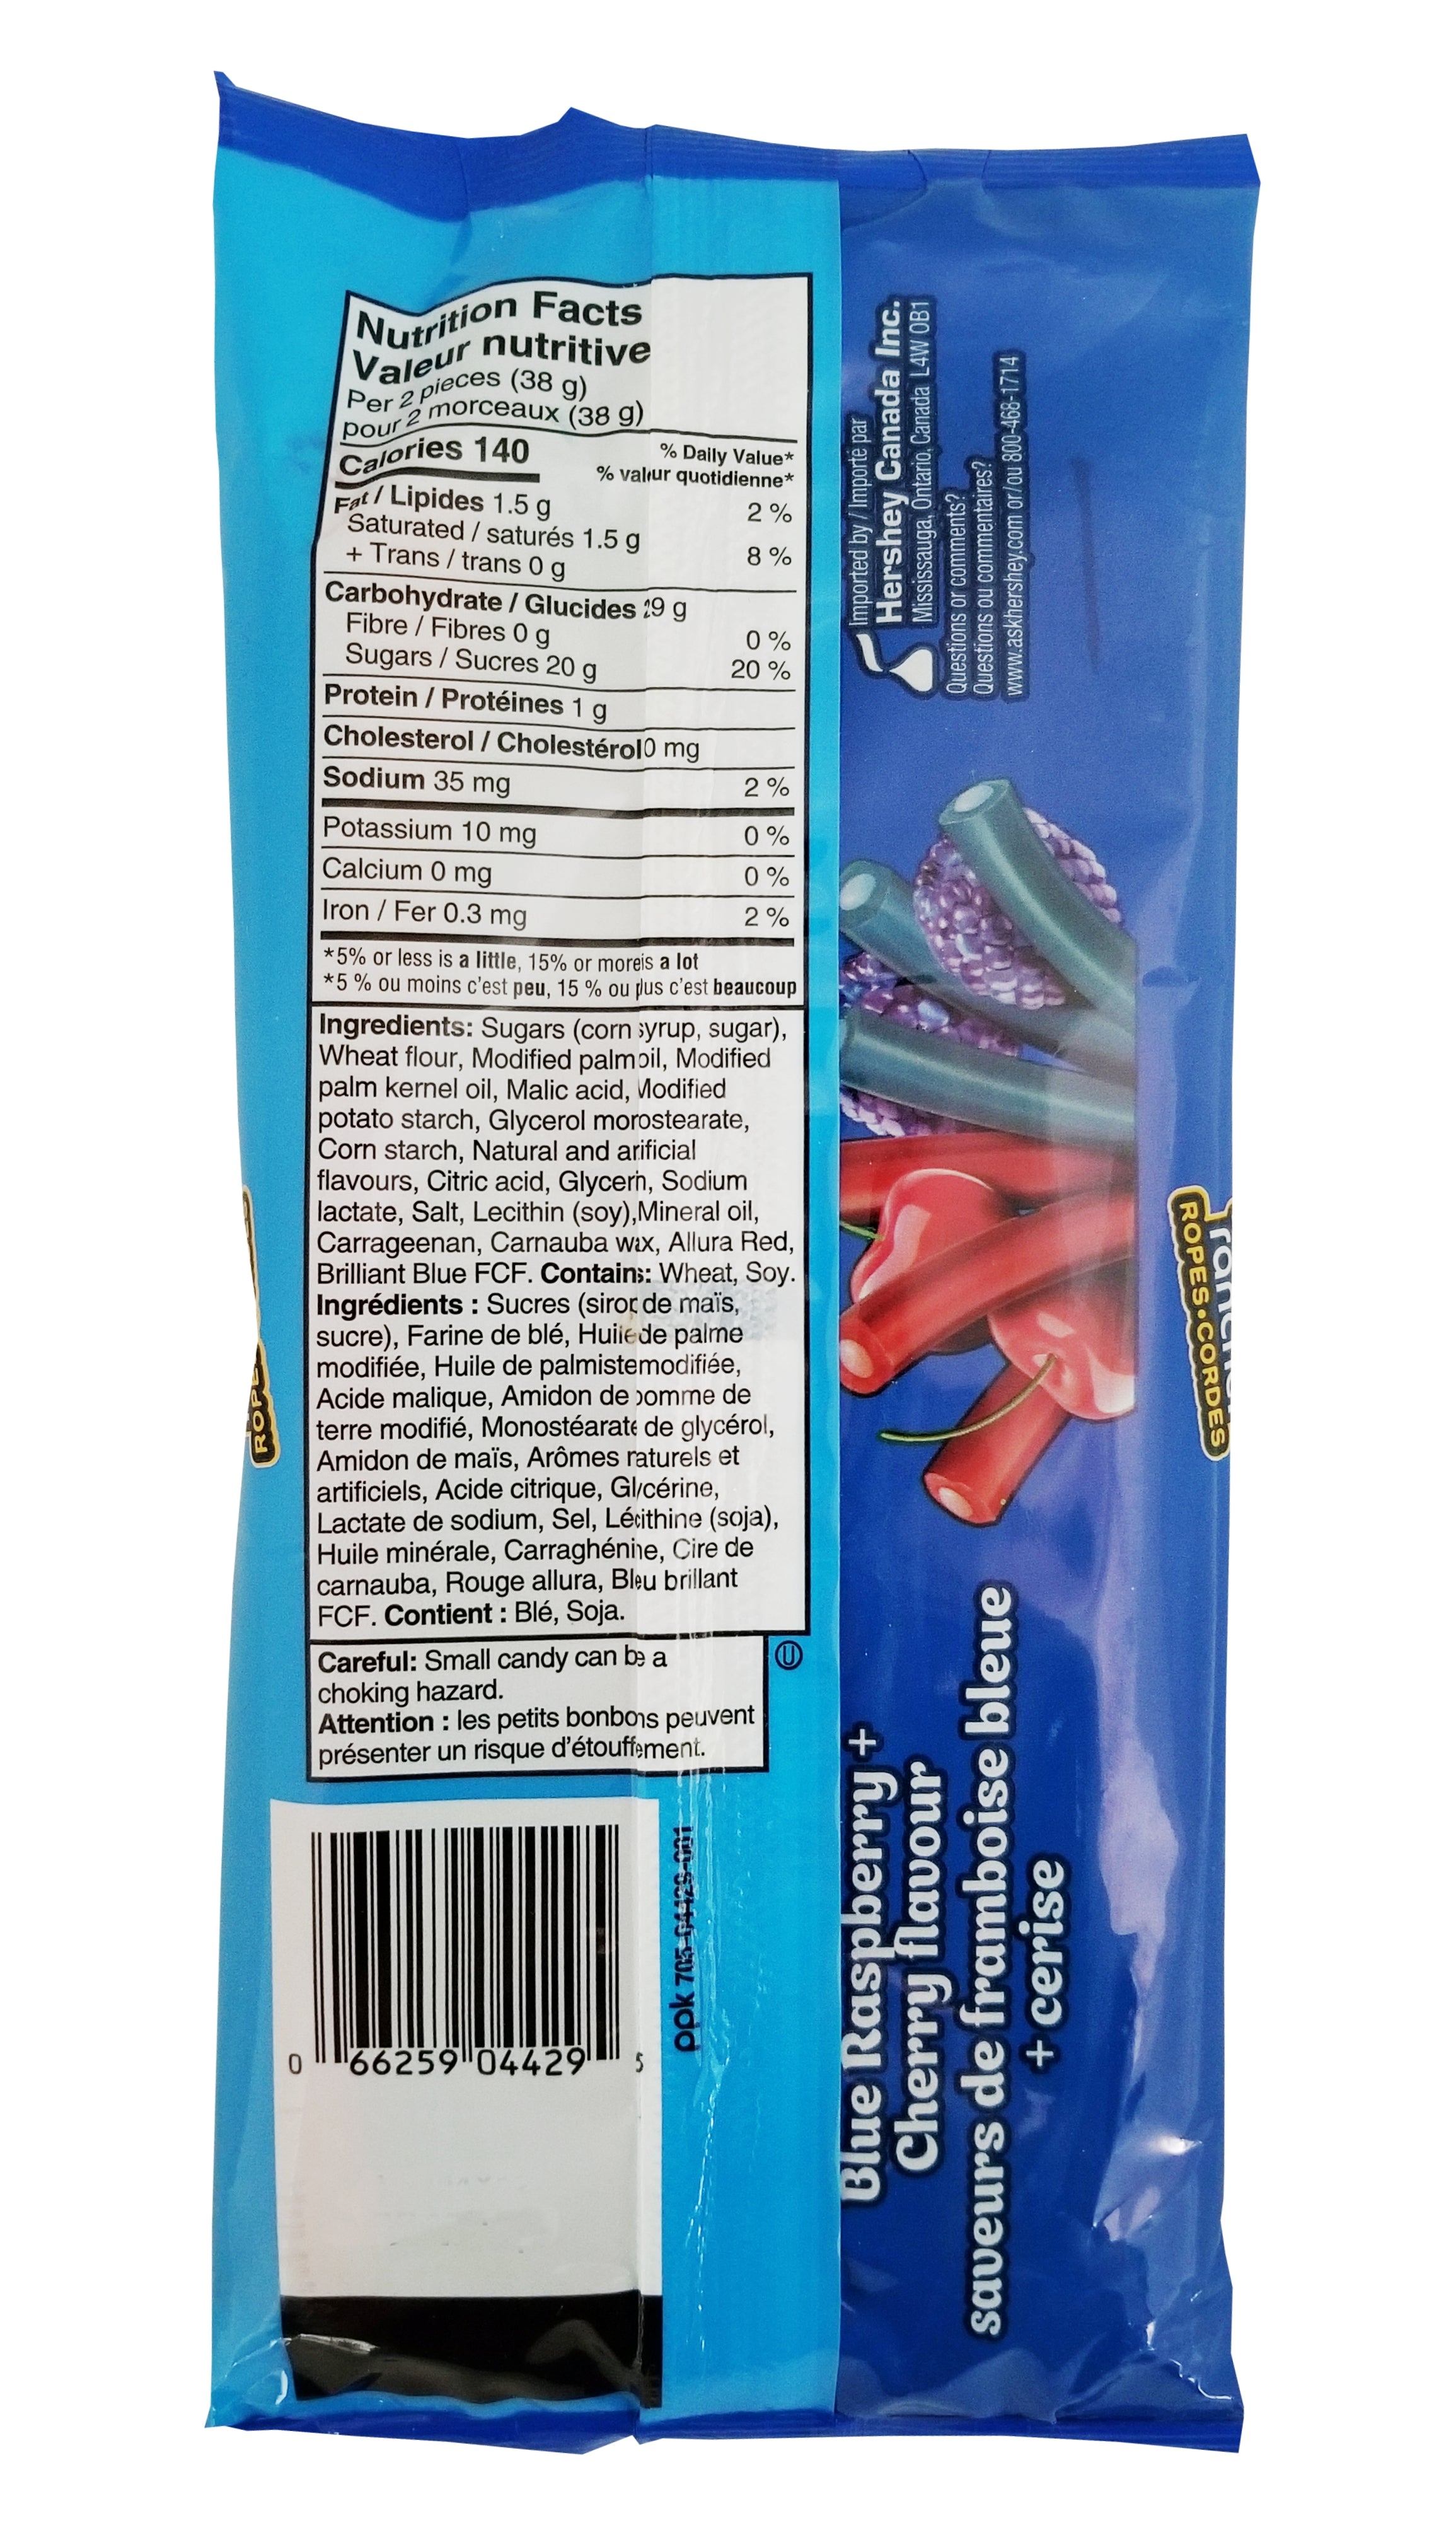 Nutrition Facts
Valeur nutritive
Per 2 pieces (38 g)
pour 2 morceaux (38 g)
Calories 140
% Daily Value*
% valeur quotidienne*
Fat / Lipides 1.5 g 2 %
Saturated / saturés 1.5 g
+ Trans / trans 0 g 8 %
Carbohydrate / Glucides 29 g
Fibre / Fibres 0 g 0 %
Sugars / Sucres 20 g 20 %
Protein / Protéines 1 g
Cholesterol / Cholestérol 0 mg
Sodium 35 mg 2 %
Potassium 10 mg 0 %
Calcium 0 mg 0 %
Iron / Fer 0.3 mg 2 %
*5% or less is a little, 15% or more is a lot
*5 % ou moins c'est peu, 15 % ou plus c'est beaucoup
Ingredients: Sugars (corn syrup, sugar),
Wheat flour, Modified palm oil, Modified
palm kernel oil, Malic acid, Modified
potato starch, Glycerol monostearate,
Corn starch, Natural and artificial
flavours, Citric acid, Glycerin, Sodium
lactate, Salt, Lecithin (soy), Mineral oil,
Carrageenan, Carnauba wax, Allura Red,
Brilliant Blue FCF. Contains: Wheat, Soy.
Ingrédients : Sucres (sirop de maïs,
sucre), Farine de blé, Huile de palme
modifiée, Huile de palmiste modifiée,
Acide malique, Amidon de pomme de
terre modifié, Monostéarate de glycérol,
Amidon de maïs, Arômes naturels et
artificiels, Acide citrique, Glycérine,
Lactate de sodium, Sel, Lécithine (soja),
Huile minérale, Carraghénine, Cire de
carnauba, Rouge allura, Bleu brillant
FCF. Contient : Blé, Soja.
Careful: Small candy can be a
choking hazard.
Attention : les petits bonbons peuvent
présenter un risque d'étouffement.
U
0 66259 04429 5
ppk 705-04429-001
Imported by / Importé par
Hershey Canada Inc.
Mississauga, Ontario, Canada L4W 0B1
Questions or comments?
Questions ou commentaires?
www.askhershey.com or/ou 800-468-1714
Blue Raspberry +
Cherry flavour
saveurs de framboise bleue
+ cerise
ROPES•CORDES